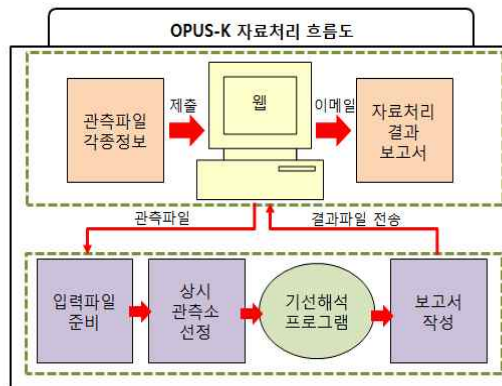 OPUS-K 자료처리 흐름도
관측파일
각종정보
제출
웹
이메일
자료처리
결과
보고서
관측파일
결과파일 전송
입력파일
준비
상시
관측소
선정
기선해석
프로그램
보고서
작성